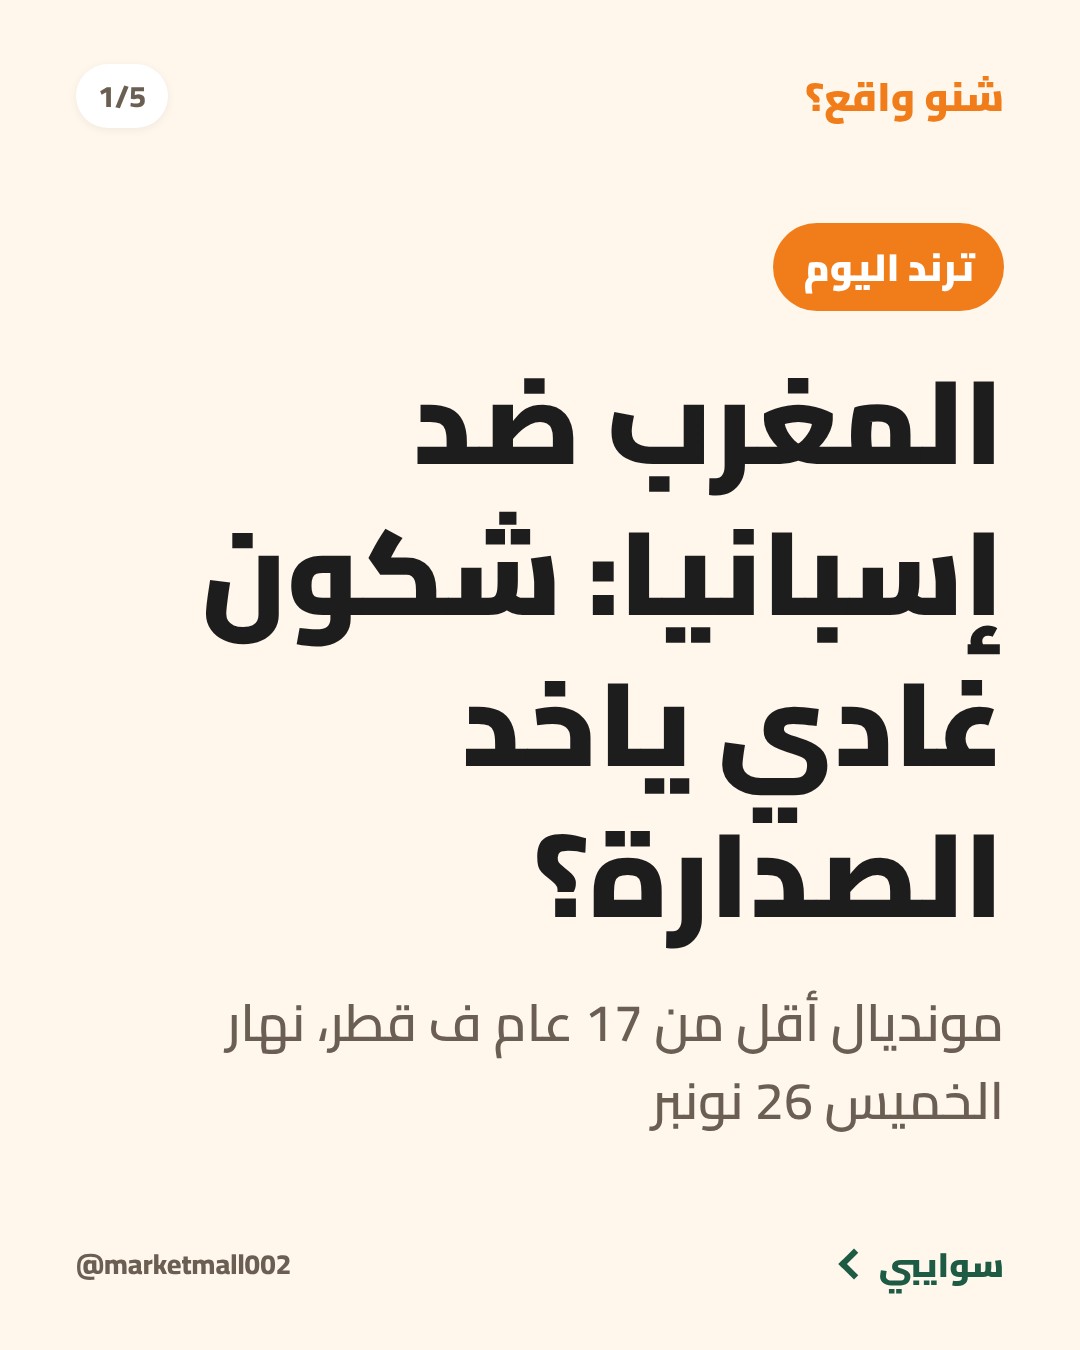 شنو واقع؟
1/5
ترند اليوم
المغرب ضد
إسبانيا: شكون
غادي ياخد
الصدارة؟
مونديال أقل من 17 عام ف قطر، نهار
الخميس 26 نونبر
سوايبي
@marketmall002